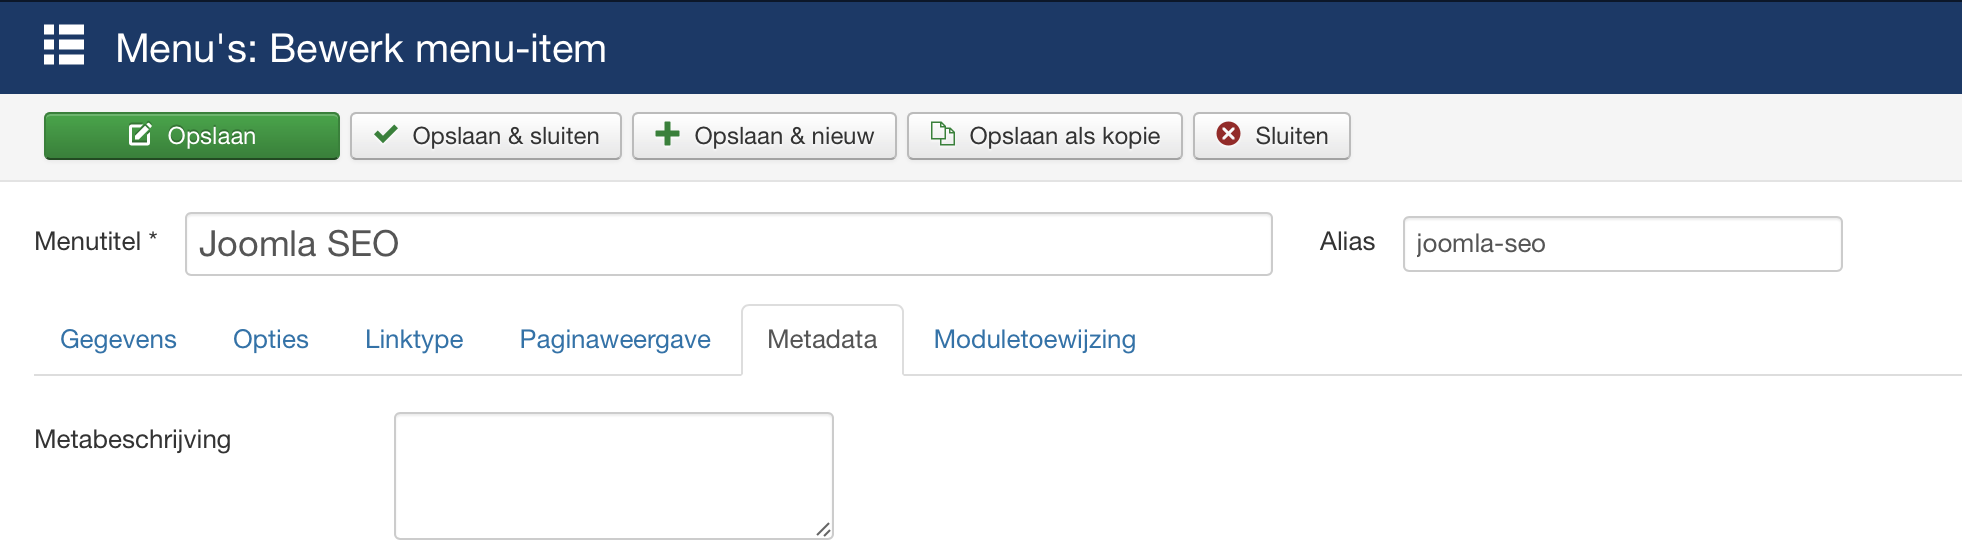 Menu's: Bewerk menu-item
Opslaan Opslaan & sluiten Opslaan & nieuw Opslaan als kopie Sluiten
Menutitel * Joomla SEO Alias joomla-seo
Gegevens Opties Linktype Paginaweergave Metadata Moduletoewijzing
Metabeschrijving